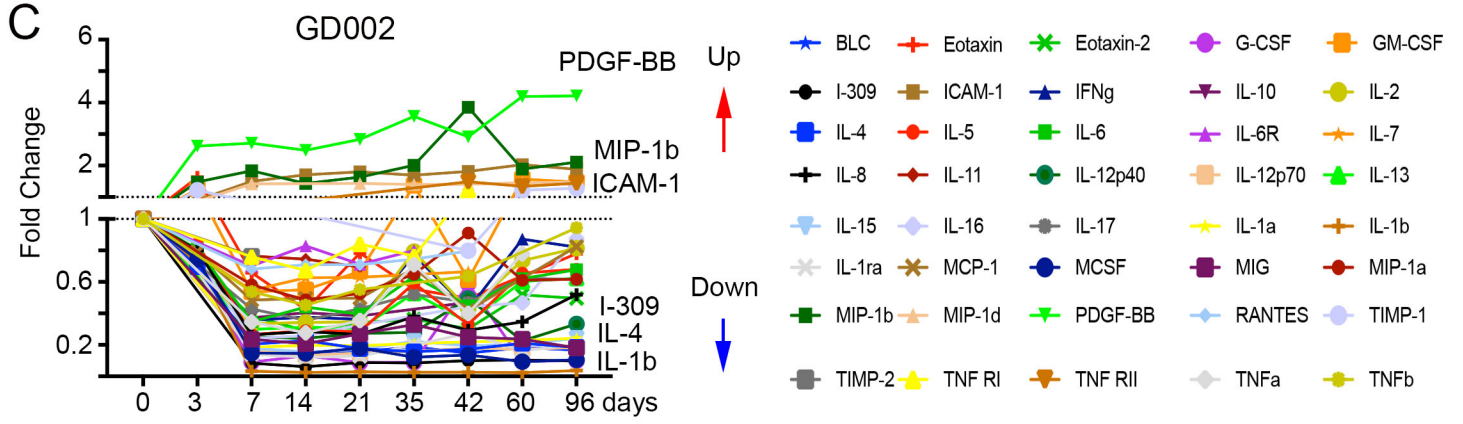 C
GD002
6
4
2
1
0.6
0.2
Fold Change
PDGF-BB
MIP-1b
ICAM-1
I-309
IL-4
IL-1b
0 3 7 14 21 35 42 60 96 days
Up
Down
BLC Eotaxin Eotaxin-2 G-CSF GM-CSF
I-309 ICAM-1 IFNg IL-10 IL-2
IL-4 IL-5 IL-6 IL-6R IL-7
IL-8 IL-11 IL-12p40 IL-12p70 IL-13
IL-15 IL-16 IL-17 IL-1a IL-1b
IL-1ra MCP-1 MCSF MIG MIP-1a
MIP-1b MIP-1d PDGF-BB RANTES TIMP-1
TIMP-2 TNF RI TNF RII TNFa TNFb